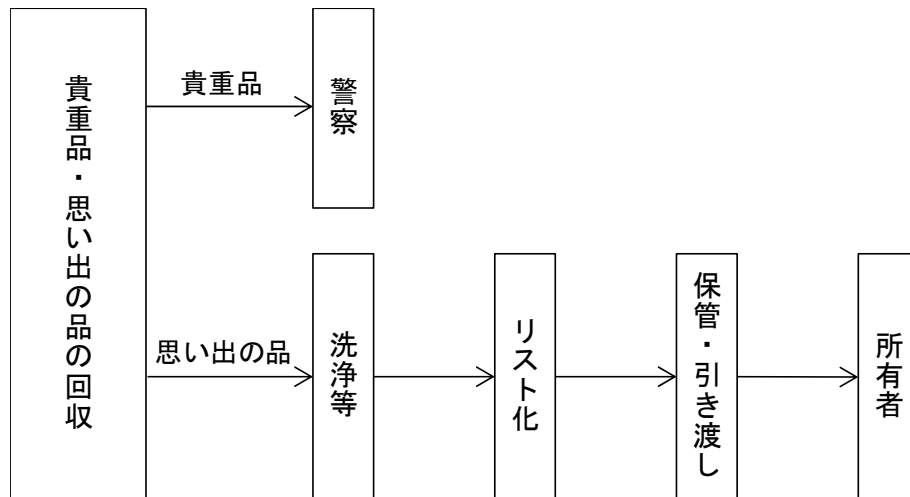 貴重品・思い出の品の回収
貴重品
警察
思い出の品
洗浄等
リスト化
保管・引き渡し
所有者